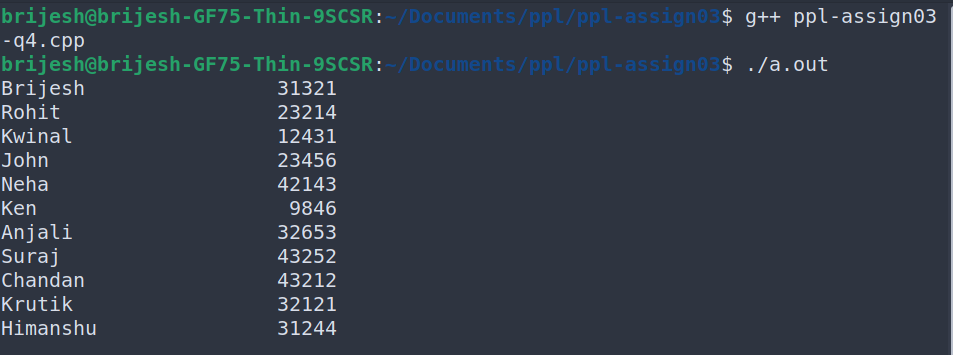 brijesh@brijesh-GF75-Thin-9SCSR:~/Documents/ppl/ppl-assign03$ g++ ppl-assign03
-q4.cpp
brijesh@brijesh-GF75-Thin-9SCSR:~/Documents/ppl/ppl-assign03$ ./a.out
Brijesh                31321
Rohit                  23214
Kwinal                 12431
John                   23456
Neha                   42143
Ken                     9846
Anjali                 32653
Suraj                  43252
Chandan                43212
Krutik                 32121
Himanshu               31244